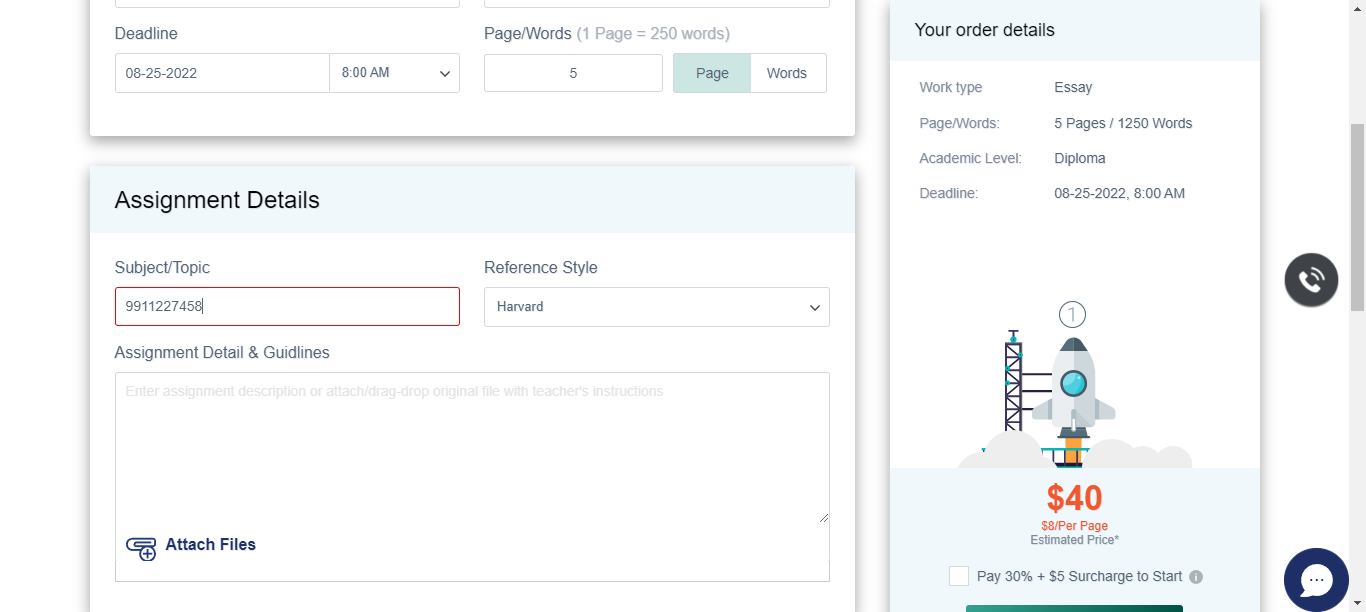 Deadline
Page/Words (1 Page = 250 words)
08-25-2022
8:00 AM
5
Page
Words
Assignment Details
Subject/Topic
Reference Style
9911227458
Harvard
Assignment Detail & Guidlines
Enter assignment description or attach/drag-drop original file with teacher's instructions
Attach Files
Your order details
Work type Essay
Page/Words: 5 Pages / 1250 Words
Academic Level: Diploma
Deadline: 08-25-2022, 8:00 AM
1
$40
$8/Per Page
Estimated Price*
Pay 30% + $5 Surcharge to Start